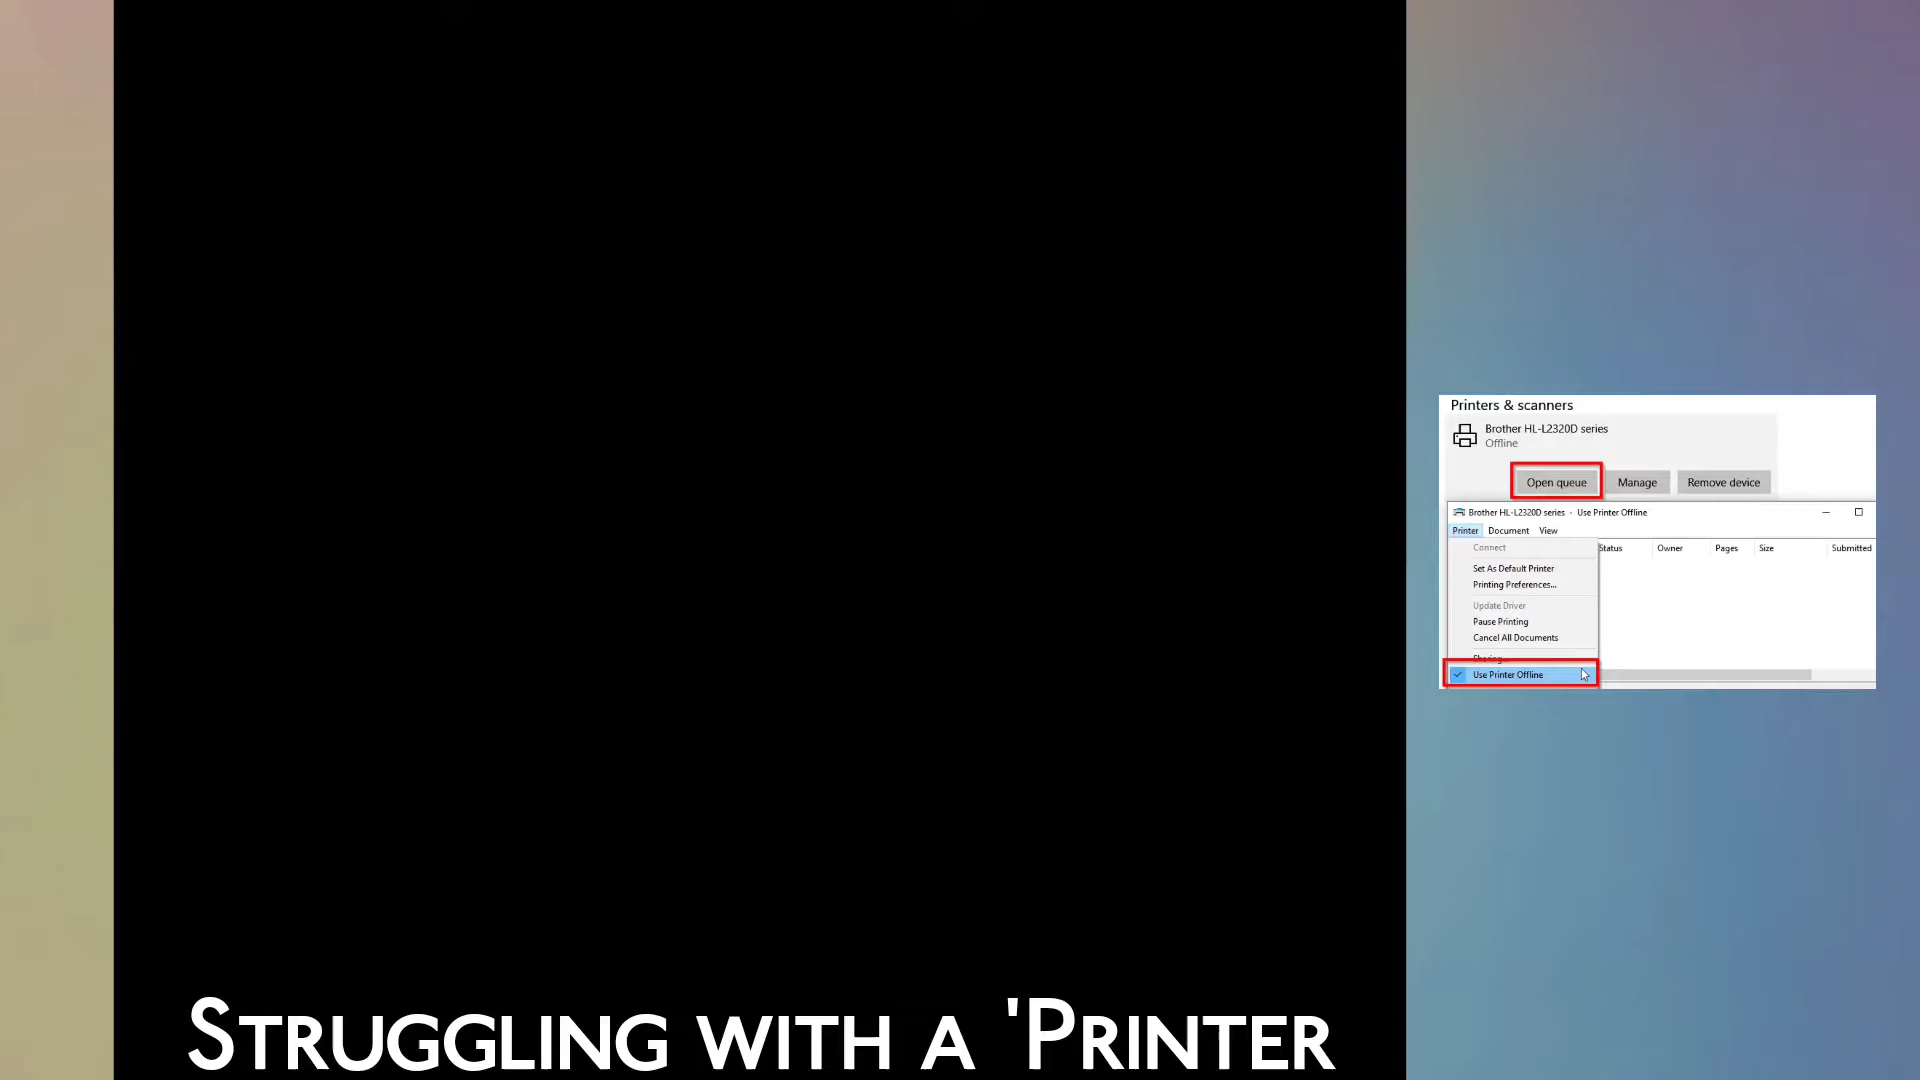 Printers & scanners
Brother HL-L2320D series
Offline
Open queue Manage Remove device
Brother HL-L2320D series - Use Printer Offline
Printer Document View
Connect Status Owner Pages Size Submitted
Set As Default Printer
Printing Preferences...
Update Driver
Pause Printing
Cancel All Documents
Sharing...
Use Printer Offline
STRUGGLING WITH A 'PRINTER